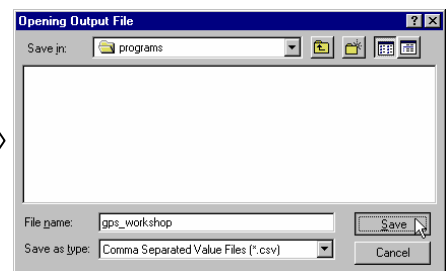 Opening Output File
Save in: programs
File name: gps_workshop Save
Save as type: Comma Separated Value Files (*.csv) Cancel